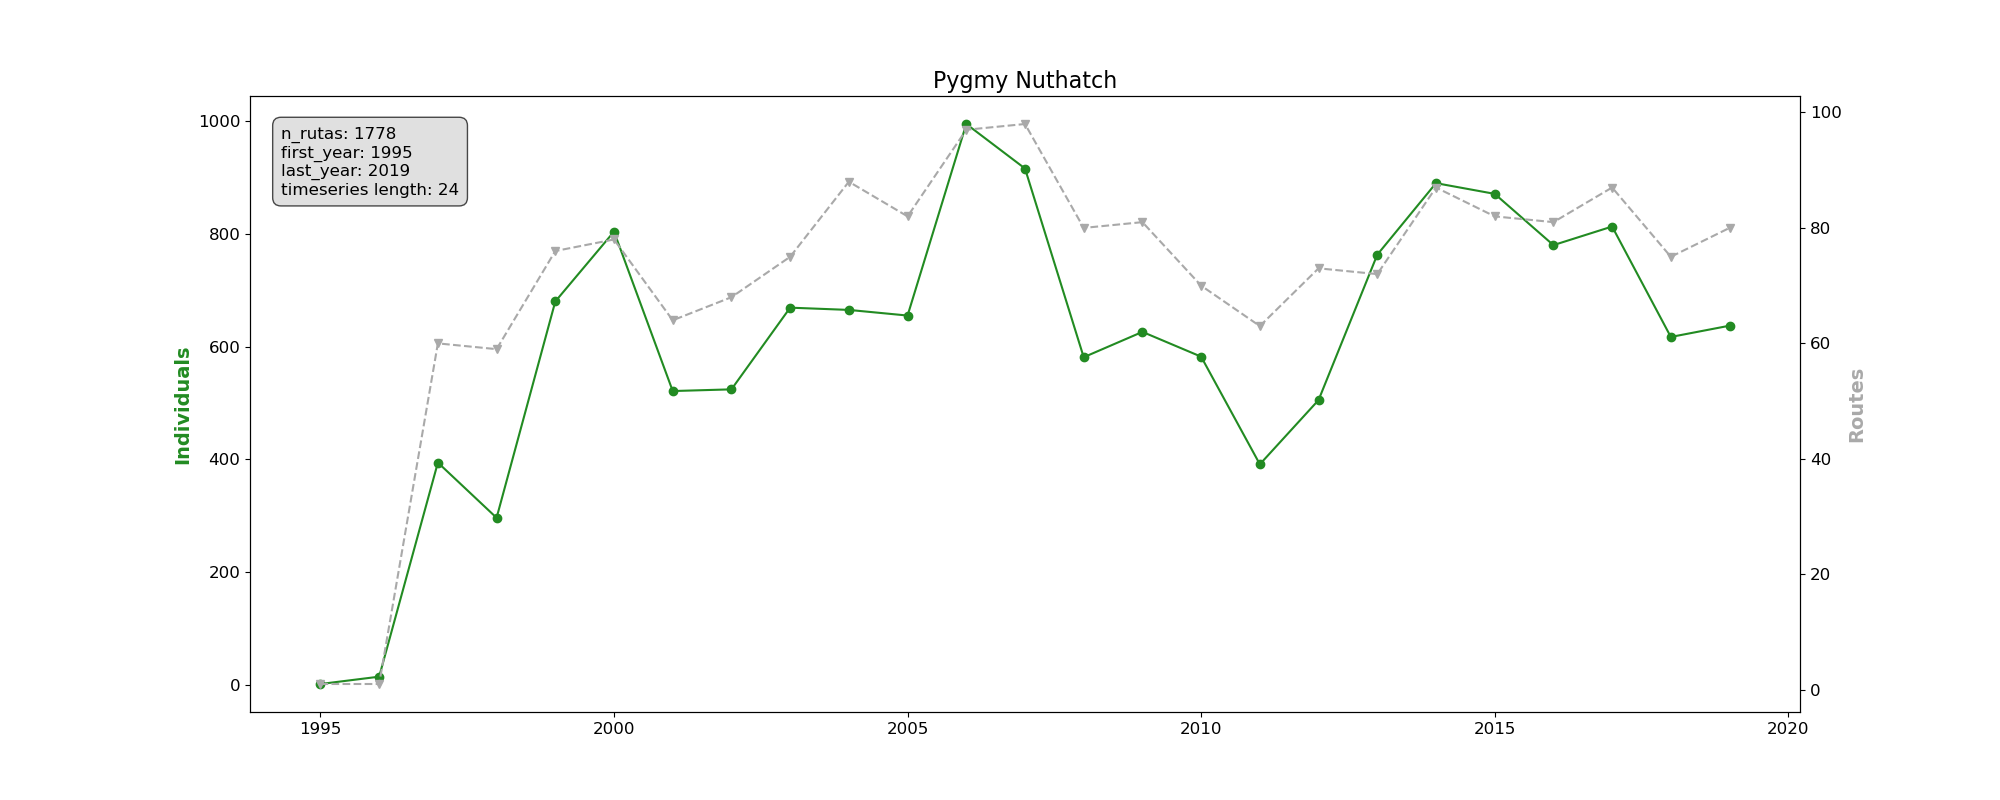 Pygmy Nuthatch
n_rutas: 1778
first_year: 1995
last_year: 2019
timeseries length: 24
1000
800
600
400
200
0
Individuals
100
80
60
40
20
0
Routes
1995 2000 2005 2010 2015 2020